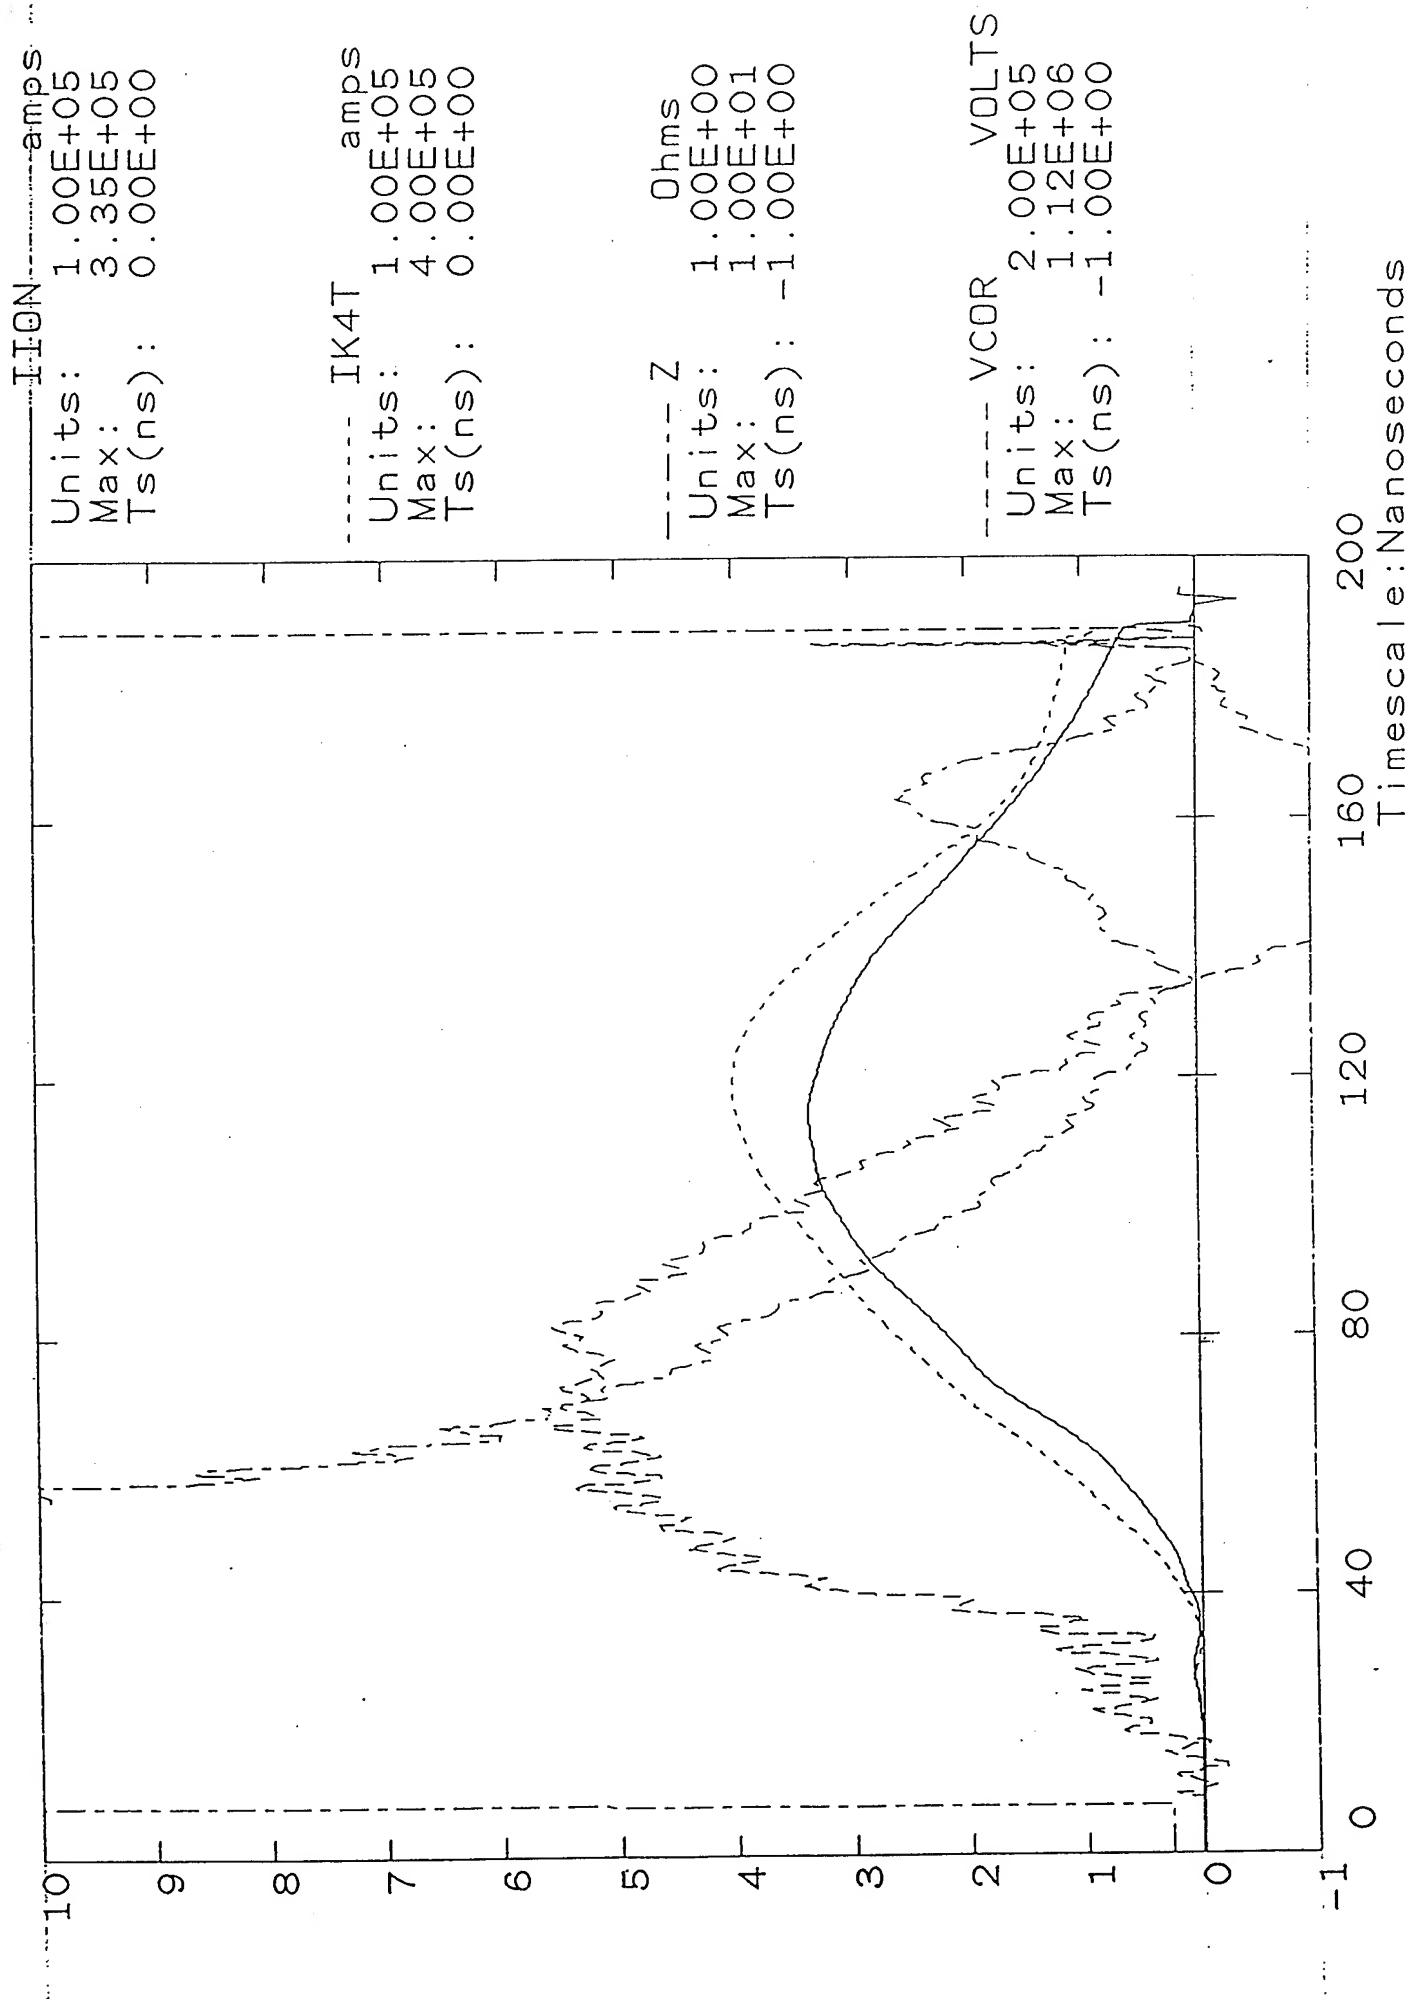 IION amps
Units: 1.00E+05
Max: 3.35E+05
Ts(ns): 0.00E+00
IK4T amps
Units: 1.00E+05
Max: 4.00E+05
Ts(ns): 0.00E+00
Z Ohms
Units: 1.00E+00
Max: 1.00E+01
Ts(ns): -1.00E+00
VCOR VOLTS
Units: 2.00E+05
Max: 1.12E+06
Ts(ns): -1.00E+00
10
9
8
7
6
5
4
3
2
1
0
-1
0 40 80 120 160 200
Timescale:Nanoseconds